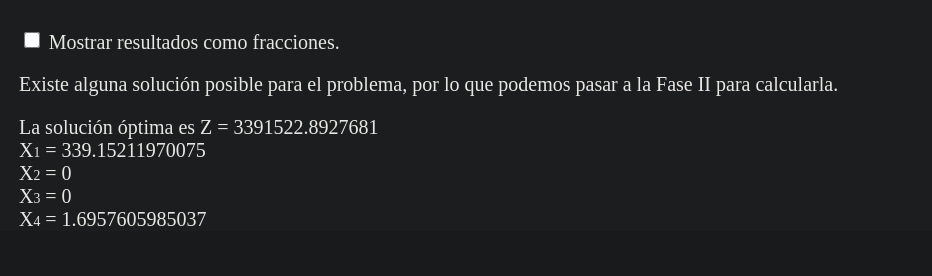 Mostrar resultados como fracciones.
Existe alguna solución posible para el problema, por lo que podemos pasar a la Fase II para calcularla.
La solución óptima es Z = 3391522.8927681
X1 = 339.15211970075
X2 = 0
X3 = 0
X4 = 1.6957605985037